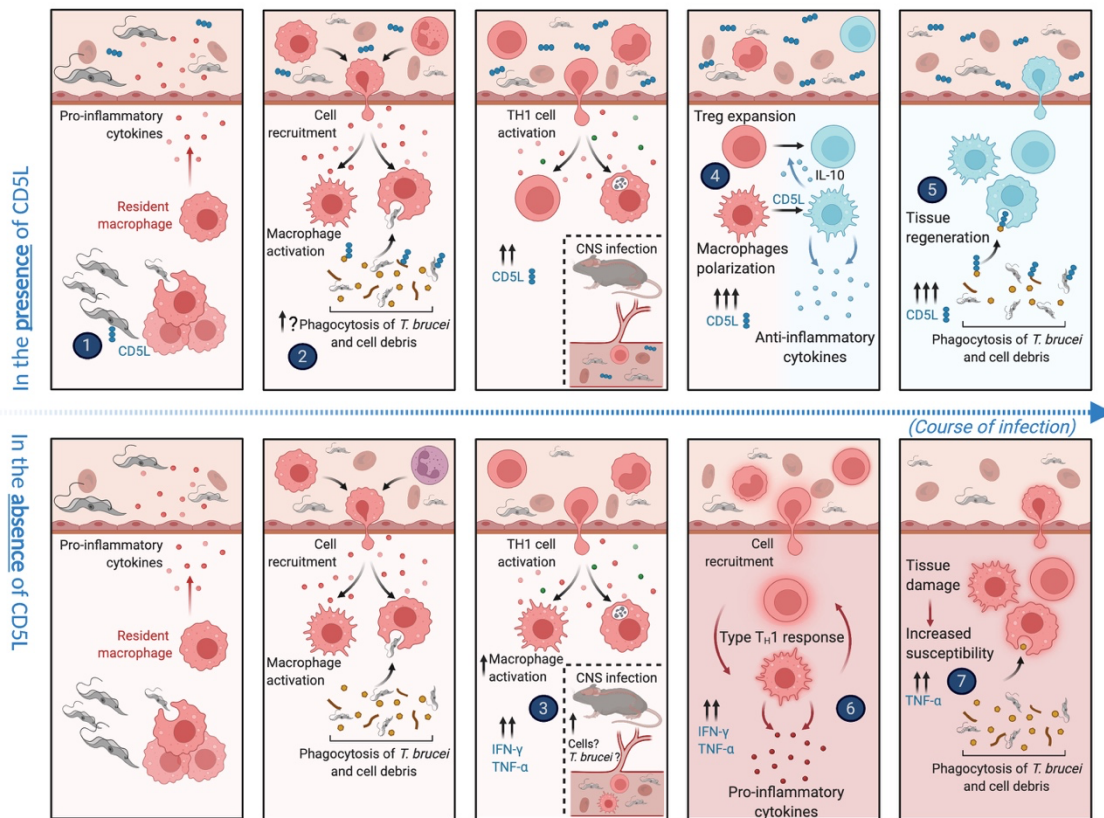 In the presence of CD5L
Pro-inflammatory
cytokines
Resident
macrophage
1
CD5L
Cell
recruitment
Macrophage
activation
? Phagocytosis of T. brucei
and cell debris
2
TH1 cell
activation
CD5L
CNS infection
Treg expansion
4
IL-10
CD5L
Macrophages
polarization
CD5L
Anti-inflammatory
cytokines
5
Tissue
regeneration
CD5L
Phagocytosis of T. brucei
and cell debris
(Course of infection)
In the absence of CD5L
Pro-inflammatory
cytokines
Resident
macrophage
Cell
recruitment
Macrophage
activation
Phagocytosis of T. brucei
and cell debris
TH1 cell
activation
Macrophage
activation
3
IFN-γ
TNF-α
CNS infection
Cells?
T. brucei ?
Cell
recruitment
Type TH1 response
IFN-γ
TNF-α
6
Pro-inflammatory
cytokines
Tissue
damage
Increased
susceptibility
7
TNF-α
Phagocytosis of T. brucei
and cell debris